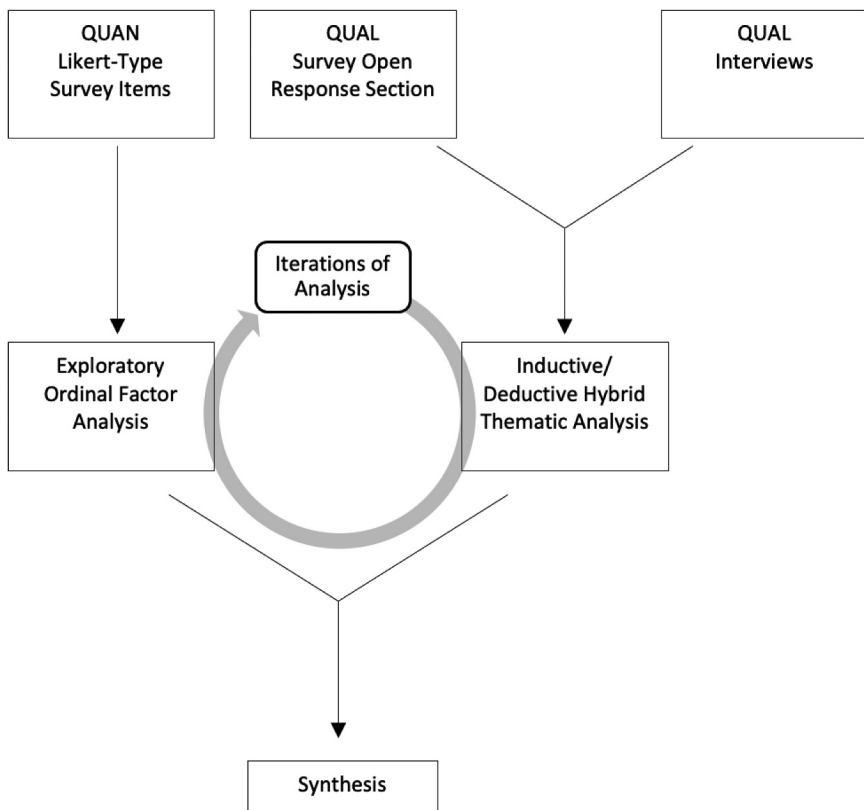 QUAN
Likert-Type
Survey Items
QUAL
Survey Open
Response Section
QUAL
Interviews
Iterations of
Analysis
Exploratory
Ordinal Factor
Analysis
Inductive/
Deductive Hybrid
Thematic Analysis
Synthesis